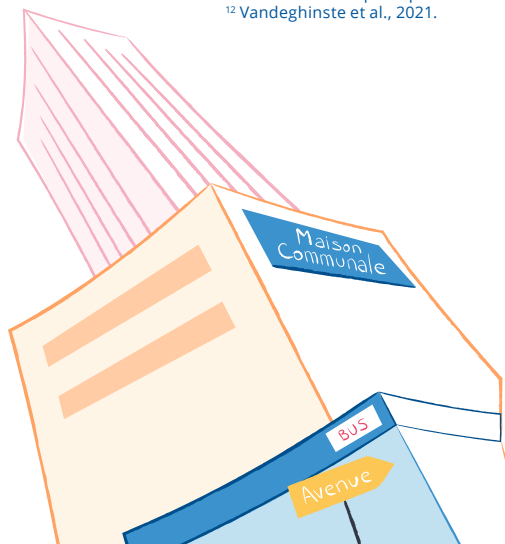 12 Vandeghinste et al., 2021.
Maison
Communale
BUS
Avenue